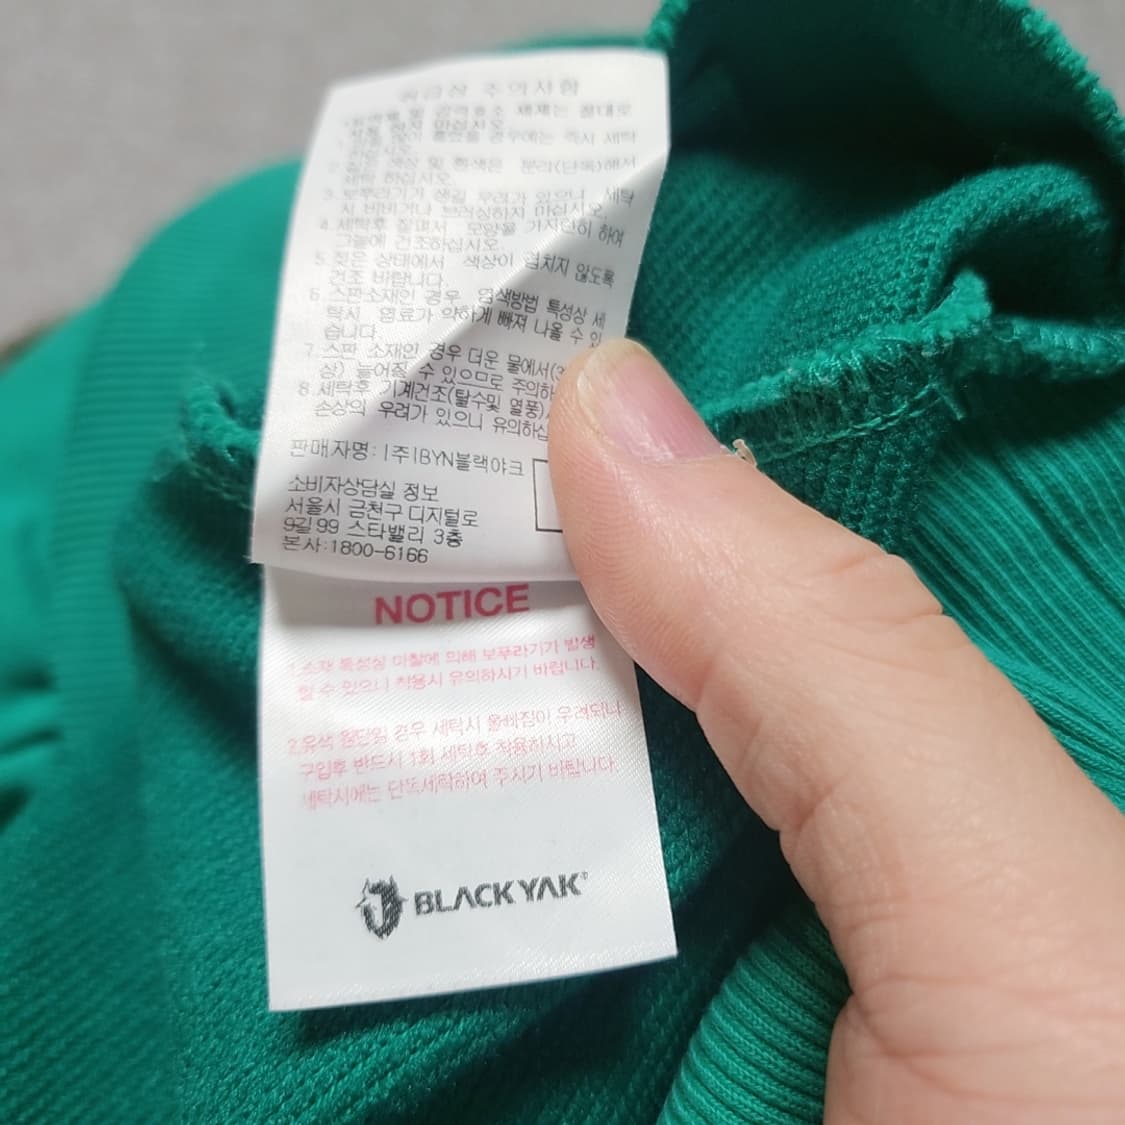 취급상 주의사항
표백제 및 강력효소 세제는 절대로
사용하지 마십시오
경우에는 즉시 세탁
색상 및 흰색은 분리(단독)해서
세탁 하십시오.
3. 보푸라기가 생길 우려가 있으니 세탁
시 비비거나 브러싱하지 마십시오.
4. 세탁후 젖면서 모양을 가지런히 하여
그늘에 건조하십시오.
5. 젖은 상태에서 색상이 겹치지 않도록
건조 바랍니다.
6. 스판소재인 경우, 염색방법 특성상 세
탁시 염료가 약하게 빠져 나올 수 있
습니다.
7. 스판 소재인 경우 더운 물에서(3
상) 늘어질 수 있으므로 주의하
8. 세탁후 기계건조(탈수및 열풍)
손상의 우려가 있으니 유의하십
판매자명: (주)BYN블랙야크
소비자상담실 정보
서울시 금천구 디지털로
9길 99 스타밸리 3층
본사:1800-6166
NOTICE
1.소재 특성상 마찰에 의해 보푸라기가 발생
할 수 있으니 착용시 유의하시기 바랍니다.
2.유색 원단일 경우 세탁시 물빠짐이 우려되니
구입후 반드시 1회 세탁후 착용하시고
세탁시에는 단독세탁하여 주시기 바랍니다.
BLACKYAK®